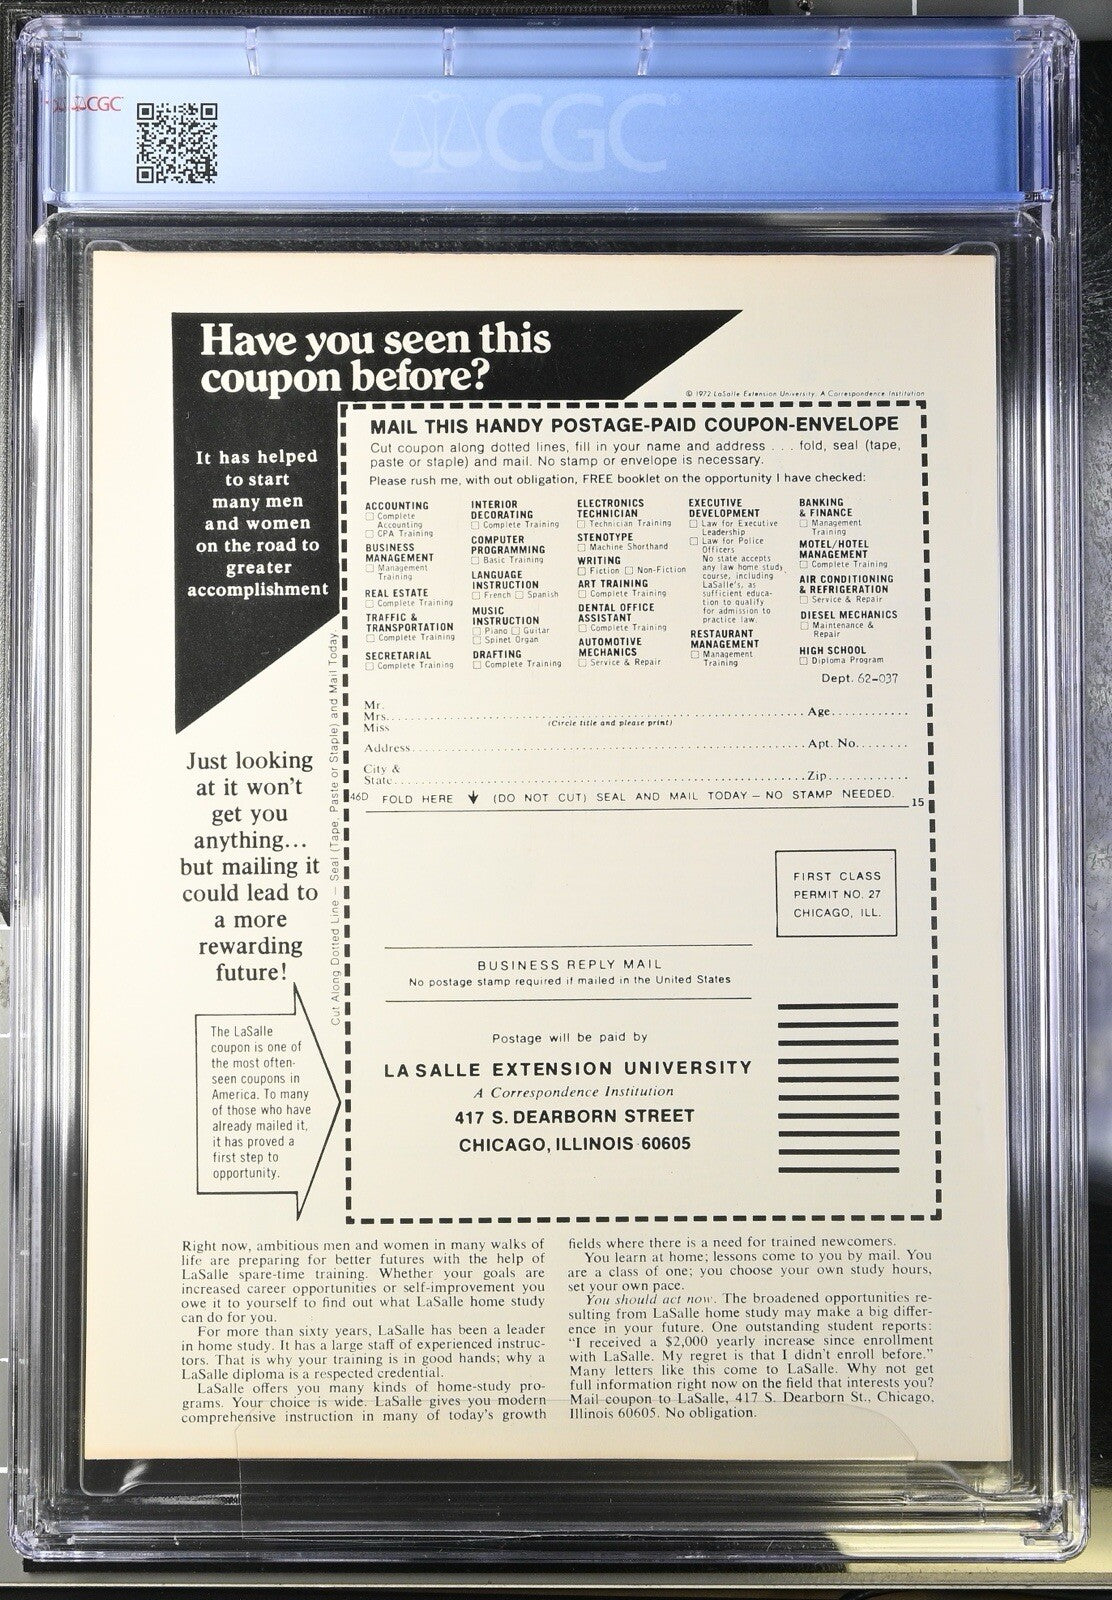 CGC
CGC
Have you seen this
coupon before?
It has helped
to start
many men
and women
on the road to
greater
accomplishment
Just looking
at it won't
get you
anything...
but mailing it
could lead to
a more
rewarding
future!
The LaSalle
coupon is one of
the most often-
seen coupons in
America. To many
of those who have
already mailed it,
it has proved a
first step to
opportunity.
Cut Along Dotted Line — Seal (Tape, Paste or Staple) and Mail Today
© 1972 LaSalle Extension University, A Correspondence Institution
MAIL THIS HANDY POSTAGE-PAID COUPON-ENVELOPE
Cut coupon along dotted lines, fill in your name and address . . . fold, seal (tape,
paste or staple) and mail. No stamp or envelope is necessary.
Please rush me, with out obligation, FREE booklet on the opportunity I have checked:
ACCOUNTING
☐ Complete
Accounting
☐ CPA Training
BUSINESS
MANAGEMENT
☐ Management
Training
REAL ESTATE
☐ Complete Training
TRAFFIC &
TRANSPORTATION
☐ Complete Training
SECRETARIAL
☐ Complete Training
INTERIOR
DECORATING
☐ Complete Training
COMPUTER
PROGRAMMING
☐ Basic Training
LANGUAGE
INSTRUCTION
☐ French ☐ Spanish
MUSIC
INSTRUCTION
☐ Piano ☐ Guitar
☐ Spinet Organ
DRAFTING
☐ Complete Training
ELECTRONICS
TECHNICIAN
☐ Technician Training
STENOTYPE
☐ Machine Shorthand
WRITING
☐ Fiction ☐ Non-Fiction
ART TRAINING
☐ Complete Training
DENTAL OFFICE
ASSISTANT
☐ Complete Training
AUTOMOTIVE
MECHANICS
☐ Service & Repair
EXECUTIVE
DEVELOPMENT
☐ Law for Executive
Leadership
☐ Law for Police
Officers
No state accepts
any law home study
course, including
LaSalle's, as
sufficient educa-
tion to qualify
for admission to
practice law.
RESTAURANT
MANAGEMENT
☐ Management
Training
BANKING
& FINANCE
☐ Management
Training
MOTEL/HOTEL
MANAGEMENT
☐ Complete Training
AIR CONDITIONING
& REFRIGERATION
☐ Service & Repair
DIESEL MECHANICS
☐ Maintenance &
Repair
HIGH SCHOOL
☐ Diploma Program
Dept. 62-037
Mr.
Mrs. Age
Miss
(Circle title and please print)
Address Apt. No.
City &
State Zip
46D FOLD HERE (DO NOT CUT) SEAL AND MAIL TODAY — NO STAMP NEEDED. 15
FIRST CLASS
PERMIT NO. 27
CHICAGO, ILL.
BUSINESS REPLY MAIL
No postage stamp required if mailed in the United States
Postage will be paid by
LA SALLE EXTENSION UNIVERSITY
A Correspondence Institution
417 S. DEARBORN STREET
CHICAGO, ILLINOIS 60605
Right now, ambitious men and women in many walks of
life are preparing for better futures with the help of
LaSalle spare-time training. Whether your goals are
increased career opportunities or self-improvement you
owe it to yourself to find out what LaSalle home study
can do for you.
For more than sixty years, LaSalle has been a leader
in home study. It has a large staff of experienced instruc-
tors. That is why your training is in good hands; why a
LaSalle diploma is a respected credential.
LaSalle offers you many kinds of home-study pro-
grams. Your choice is wide. LaSalle gives you modern
comprehensive instruction in many of today's growth
fields where there is a need for trained newcomers.
You learn at home; lessons come to you by mail. You
are a class of one; you choose your own study hours,
set your own pace.
You should act now. The broadened opportunities re-
sulting from LaSalle home study may make a big differ-
ence in your future. One outstanding student reports:
"I received a $2,000 yearly increase since enrollment
with LaSalle. My regret is that I didn't enroll before."
Many letters like this come to LaSalle. Why not get
full information right now on the field that interests you?
Mail coupon to LaSalle, 417 S. Dearborn St., Chicago,
Illinois 60605. No obligation.